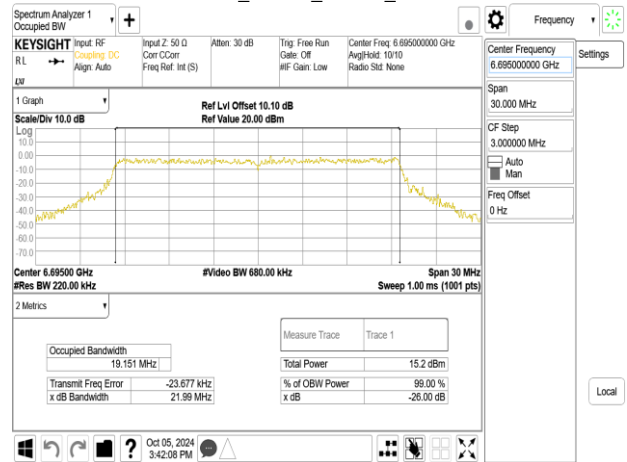 Spectrum Analyzer 1
Occupied BW
Frequency
KEYSIGHT
RL
LXI
Input: RF
Coupling: DC
Align: Auto
Input Z: 50 Ω
Corr CCorr
Freq Ref: Int (S)
Atten: 30 dB
Trig: Free Run
Gate: Off
#IF Gain: Low
Center Freq: 6.695000000 GHz
Avg|Hold: 10/10
Radio Std: None
Center Frequency
6.695000000 GHz
Settings
Span
30.000 MHz
CF Step
3.000000 MHz
Auto
Man
Freq Offset
0 Hz
1 Graph
Scale/Div 10.0 dB
Ref Lvl Offset 10.10 dB
Ref Value 20.00 dBm
Log
10.0
0.00
-10.0
-20.0
-30.0
-40.0
-50.0
-60.0
-70.0
Center 6.69500 GHz
#Res BW 220.00 kHz
#Video BW 680.00 kHz
Span 30 MHz
Sweep 1.00 ms (1001 pts)
2 Metrics
Measure Trace Trace 1
Occupied Bandwidth
19.151 MHz
Total Power 15.2 dBm
Transmit Freq Error -23.677 kHz
% of OBW Power 99.00 %
x dB Bandwidth 21.99 MHz
x dB -26.00 dB
Local
Oct 05, 2024
3:42:08 PM